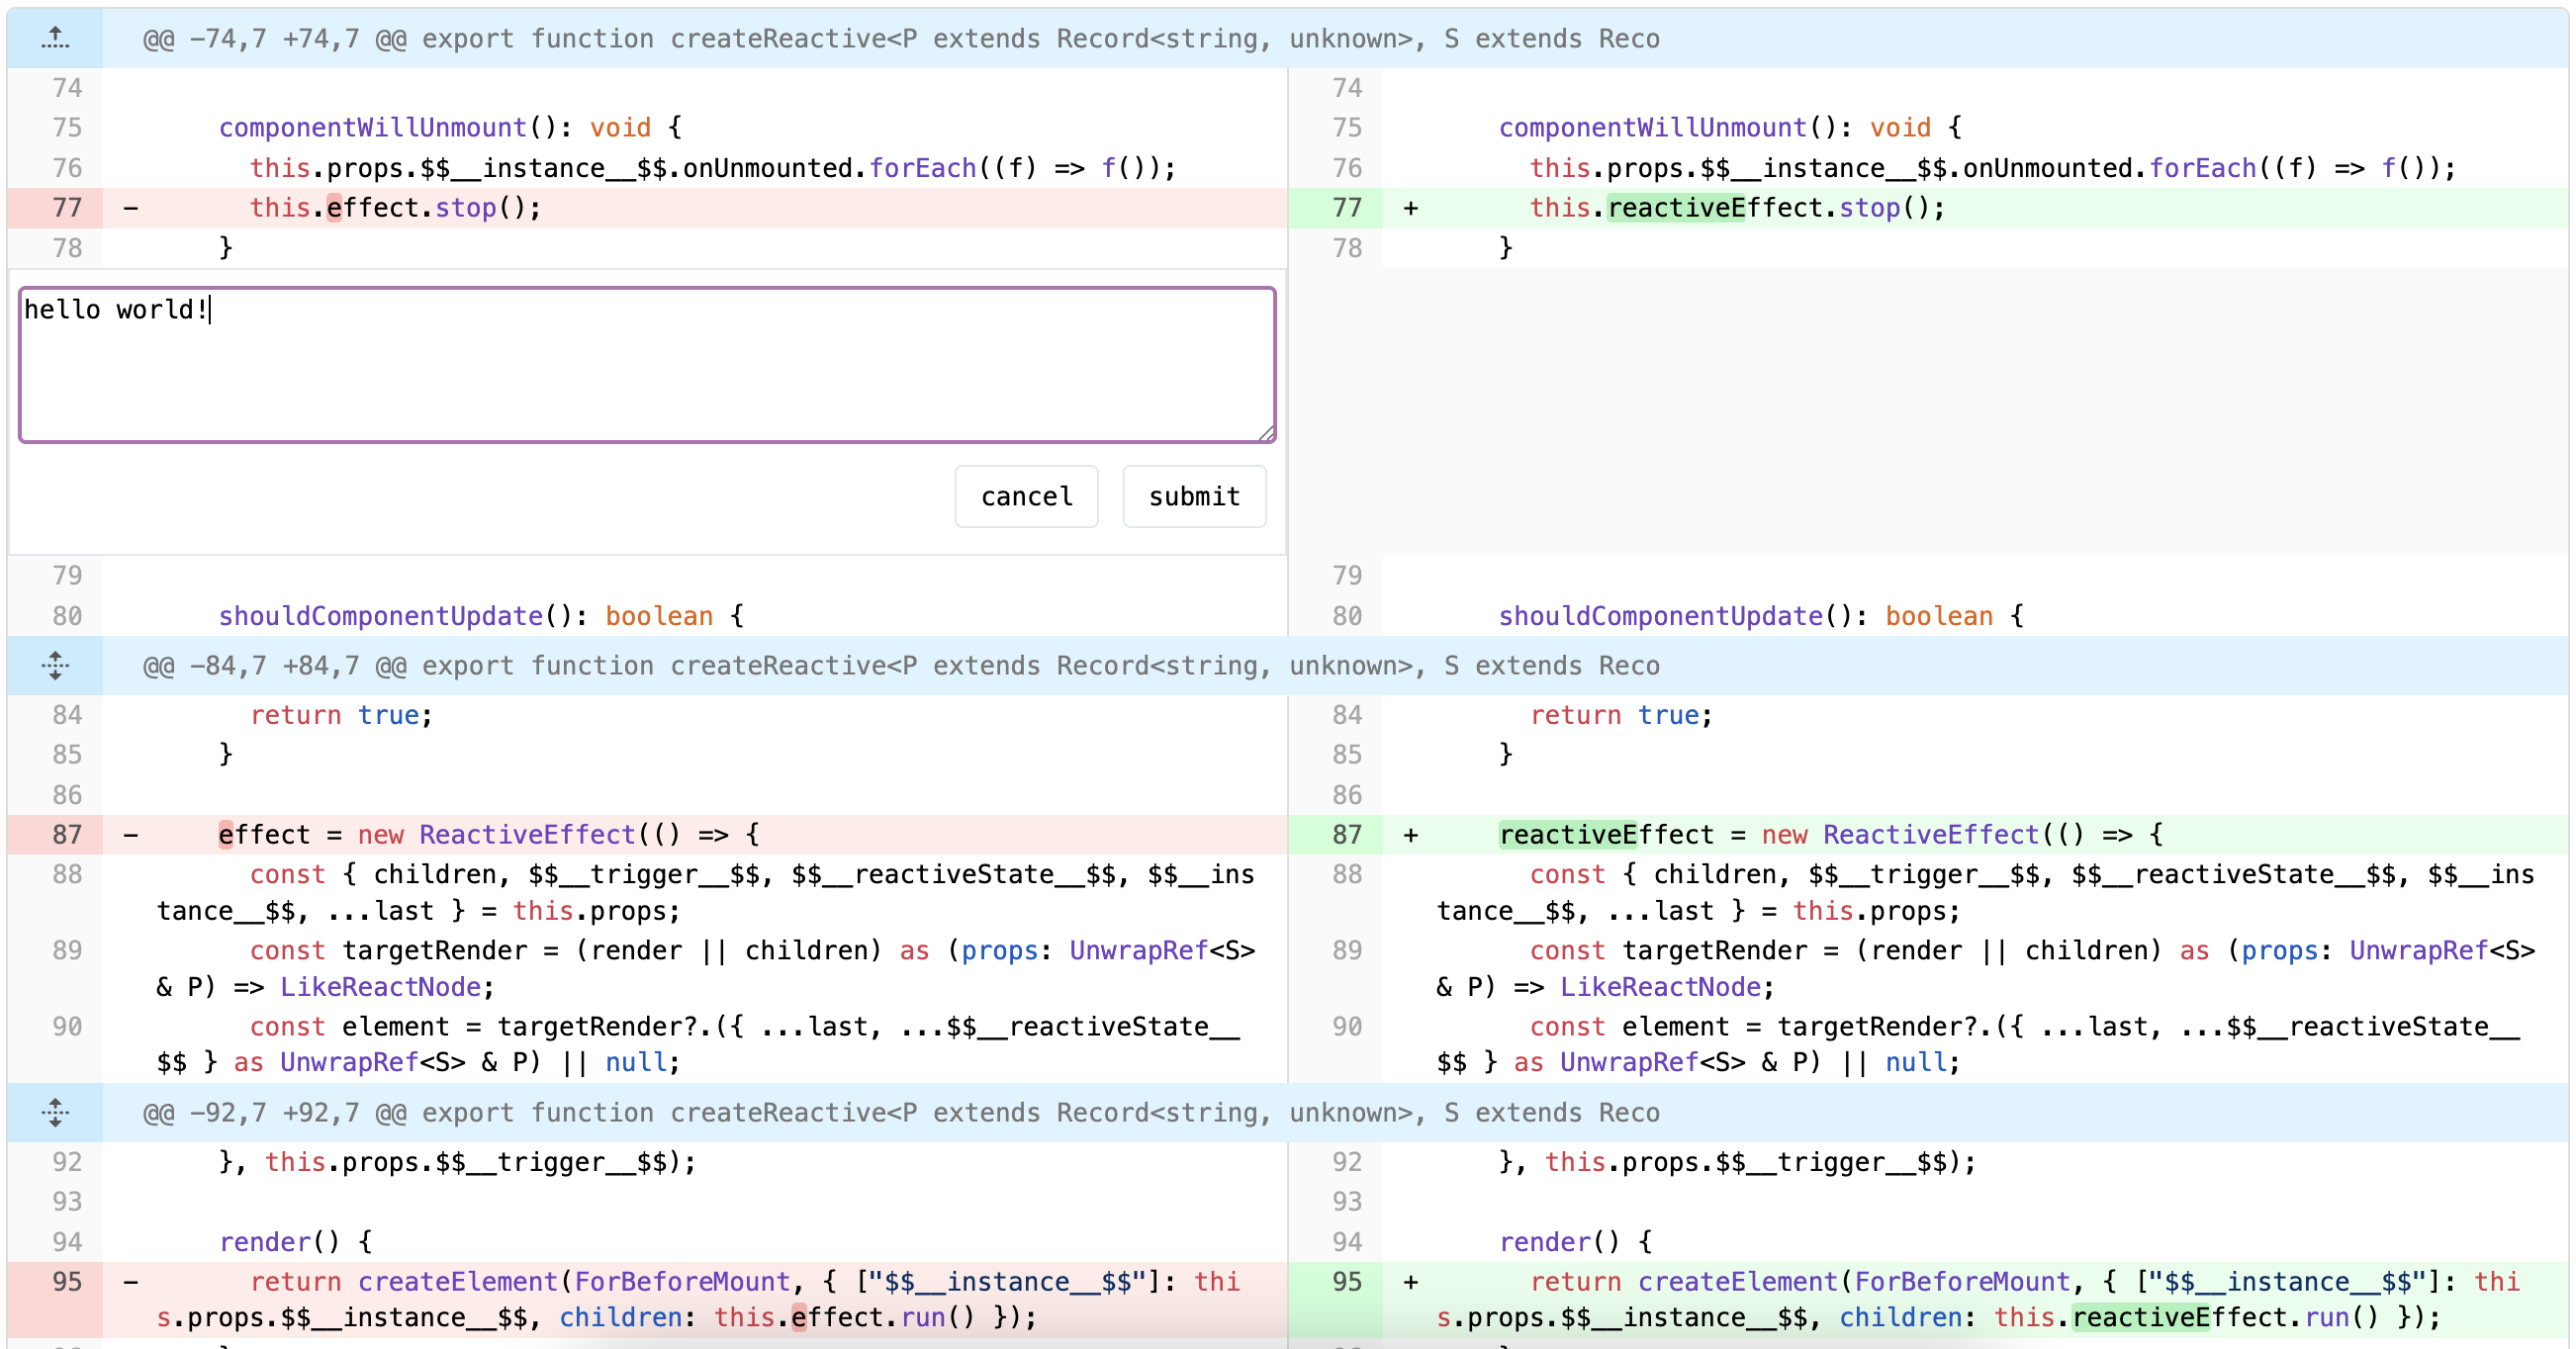 @@ -74,7 +74,7 @@ export function createReactive<P extends Record<string, unknown>, S extends Reco
74 74
75 componentWillUnmount(): void { 75 componentWillUnmount(): void {
76 this.props.$$__instance__$$.onUnmounted.forEach((f) => f()); 76 this.props.$$__instance__$$.onUnmounted.forEach((f) => f());
77 - this.effect.stop(); 77 + this.reactiveEffect.stop();
78 } 78 }
hello world!
cancel submit
79 79
80 shouldComponentUpdate(): boolean { 80 shouldComponentUpdate(): boolean {
@@ -84,7 +84,7 @@ export function createReactive<P extends Record<string, unknown>, S extends Reco
84 return true; 84 return true;
85 } 85 }
86 86
87 - effect = new ReactiveEffect(() => { 87 + reactiveEffect = new ReactiveEffect(() => {
88 const { children, $$__trigger__$$, $$__reactiveState__$$, $$__ins 88 const { children, $$__trigger__$$, $$__reactiveState__$$, $$__ins
tance__$$, ...last } = this.props; tance__$$, ...last } = this.props;
89 const targetRender = (render || children) as (props: UnwrapRef<S> 89 const targetRender = (render || children) as (props: UnwrapRef<S>
& P) => LikeReactNode; & P) => LikeReactNode;
90 const element = targetRender?.({ ...last, ...$$__reactiveState__ 90 const element = targetRender?.({ ...last, ...$$__reactiveState__
$$ } as UnwrapRef<S> & P) || null; $$ } as UnwrapRef<S> & P) || null;
@@ -92,7 +92,7 @@ export function createReactive<P extends Record<string, unknown>, S extends Reco
92 }, this.props.$$__trigger__$$); 92 }, this.props.$$__trigger__$$);
93 93
94 render() { 94 render() {
95 - return createElement(ForBeforeMount, { ["$$__instance__$$"]: thi 95 + return createElement(ForBeforeMount, { ["$$__instance__$$"]: thi
s.props.$$__instance__$$, children: this.effect.run() }); s.props.$$__instance__$$, children: this.reactiveEffect.run() });